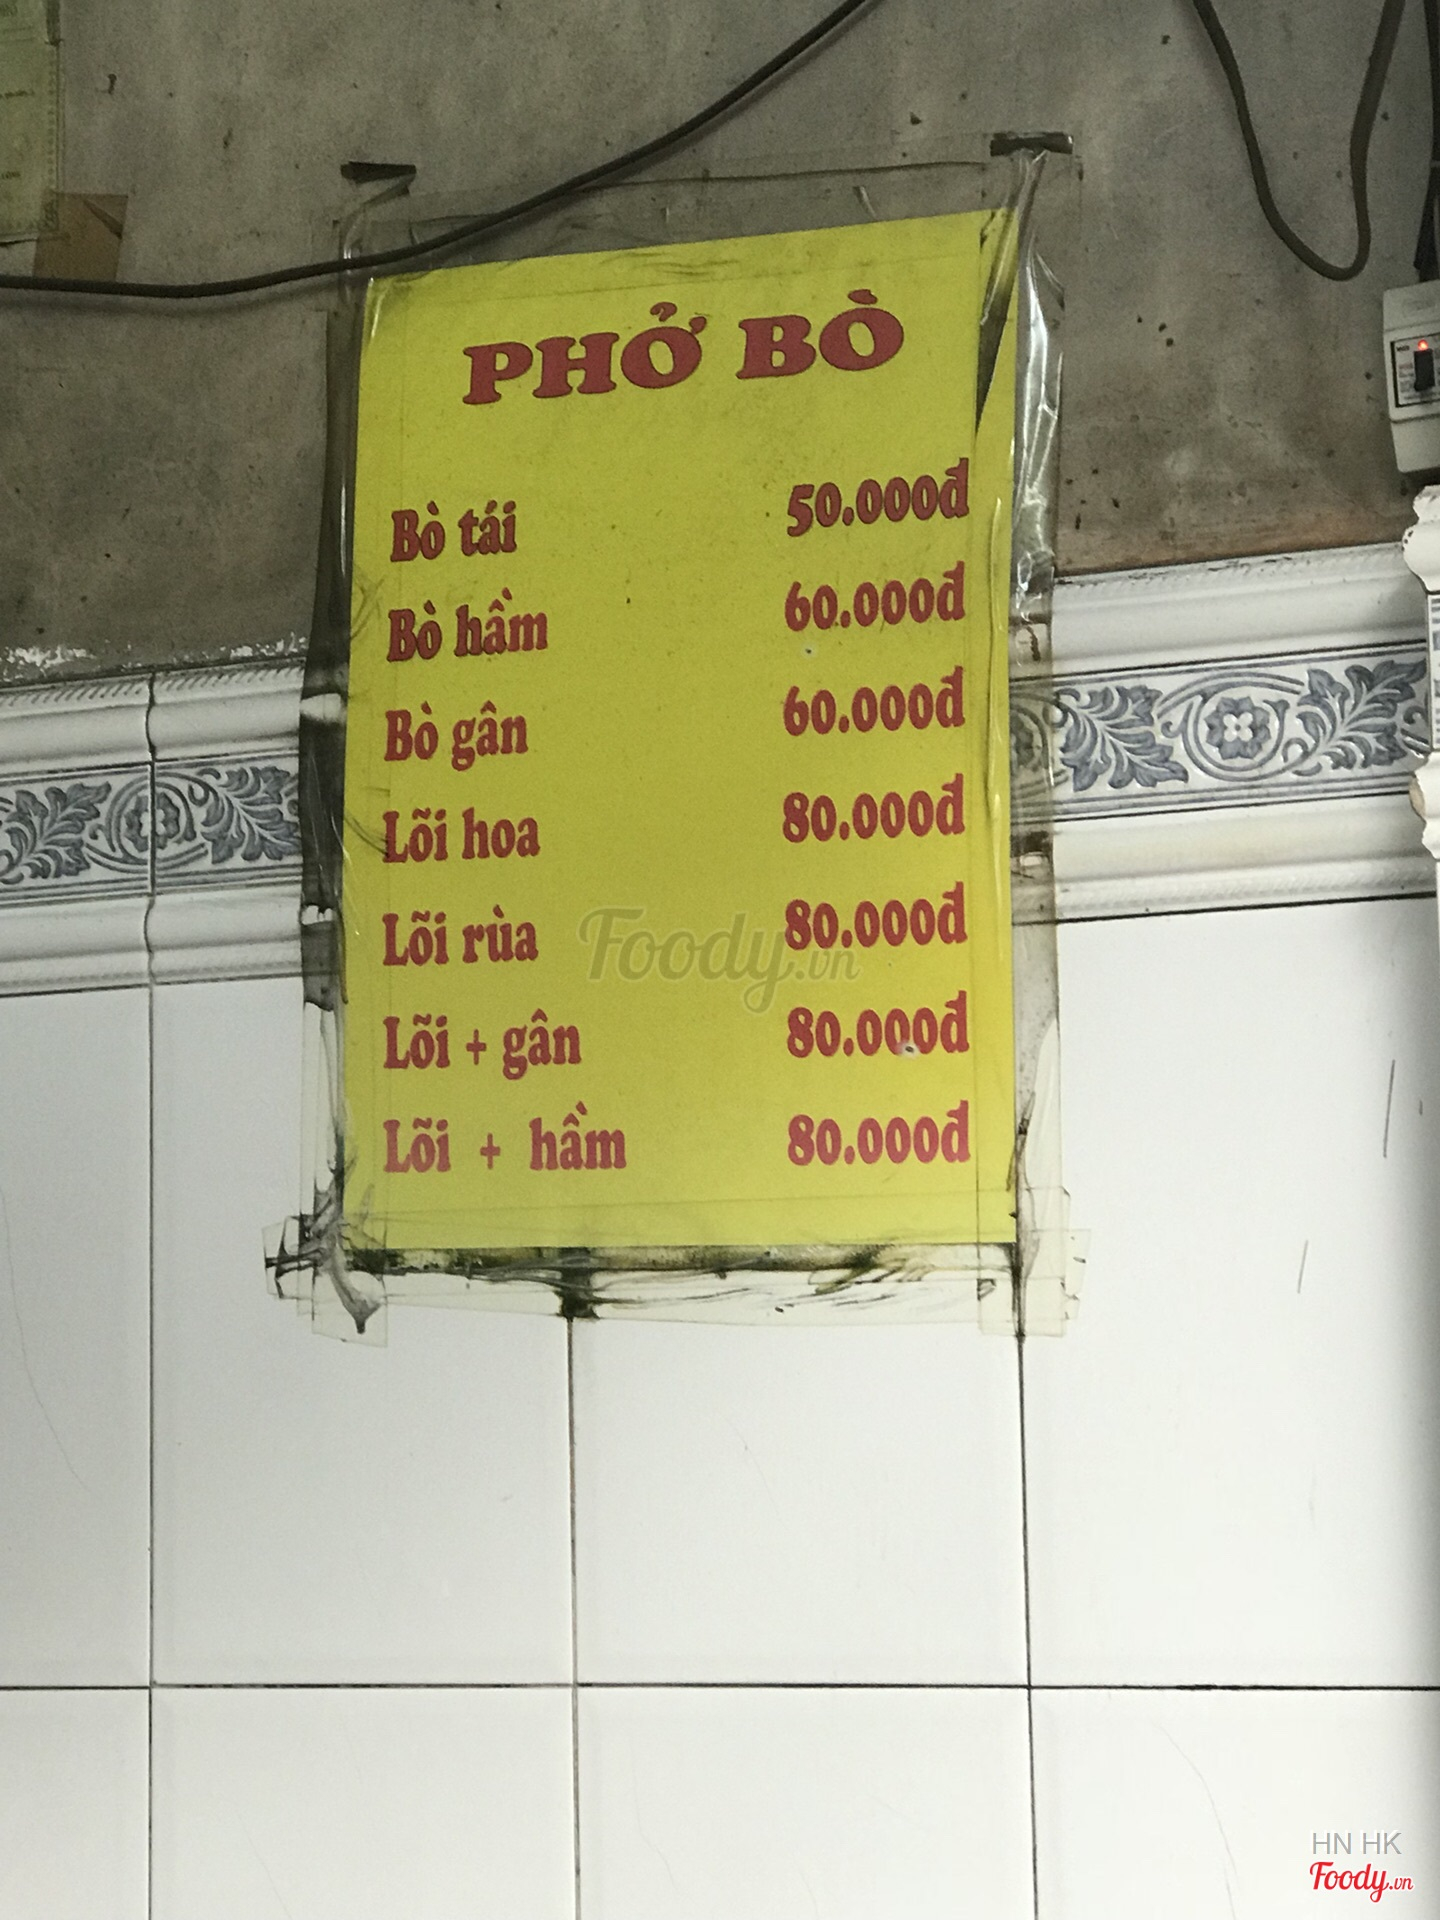 PHỞ BÒ
Bò tái 50.000đ
Bò hầm 60.000đ
Bò gân 60.000đ
Lõi hoa 80.000đ
Lõi rùa 80.000đ
Foody.vn
Lõi + gân 80.000đ
Lõi + hầm 80.000đ
HN HK
Foody.vn